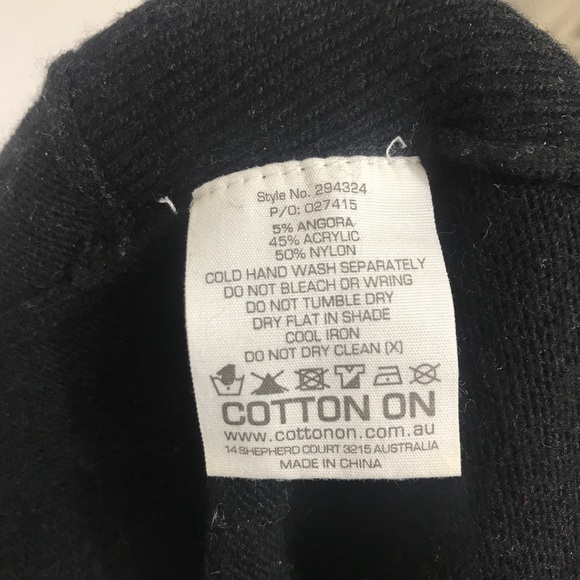 Style No. 294324
P/O: 027415
5% ANGORA
45% ACRYLIC
50% NYLON
COLD HAND WASH SEPARATELY
DO NOT BLEACH OR WRING
DO NOT TUMBLE DRY
DRY FLAT IN SHADE
COOL IRON
DO NOT DRY CLEAN (X)
COTTON ON
www.cottonon.com.au
14 SHEPHERD COURT 3215 AUSTRALIA
MADE IN CHINA